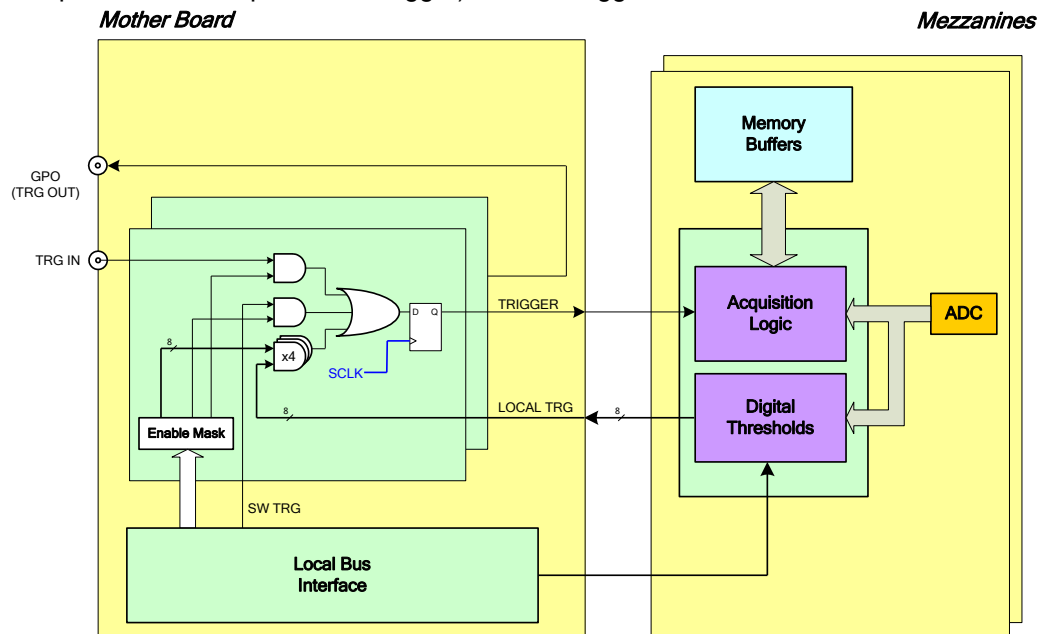 Mother Board
Mezzanines
Memory
Buffers
GPO
(TRG OUT)
TRG IN
TRIGGER
D Q
Acquisition
Logic
ADC
8
x4
SCLK
LOCAL TRG
8
8
Digital
Thresholds
Enable Mask
SW TRG
Local Bus
Interface